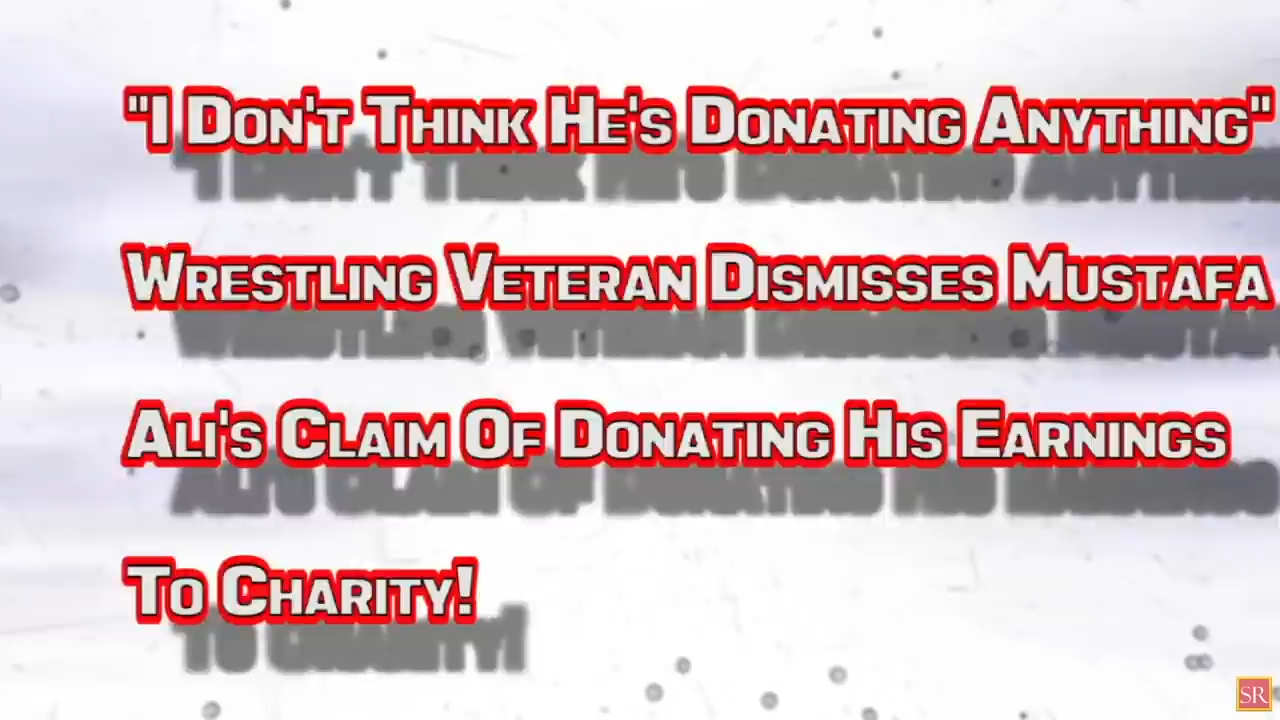 "I Don't Think He's Donating Anything"
Wrestling Veteran Dismisses Mustafa
Ali's Claim Of Donating His Earnings
To Charity!
SR